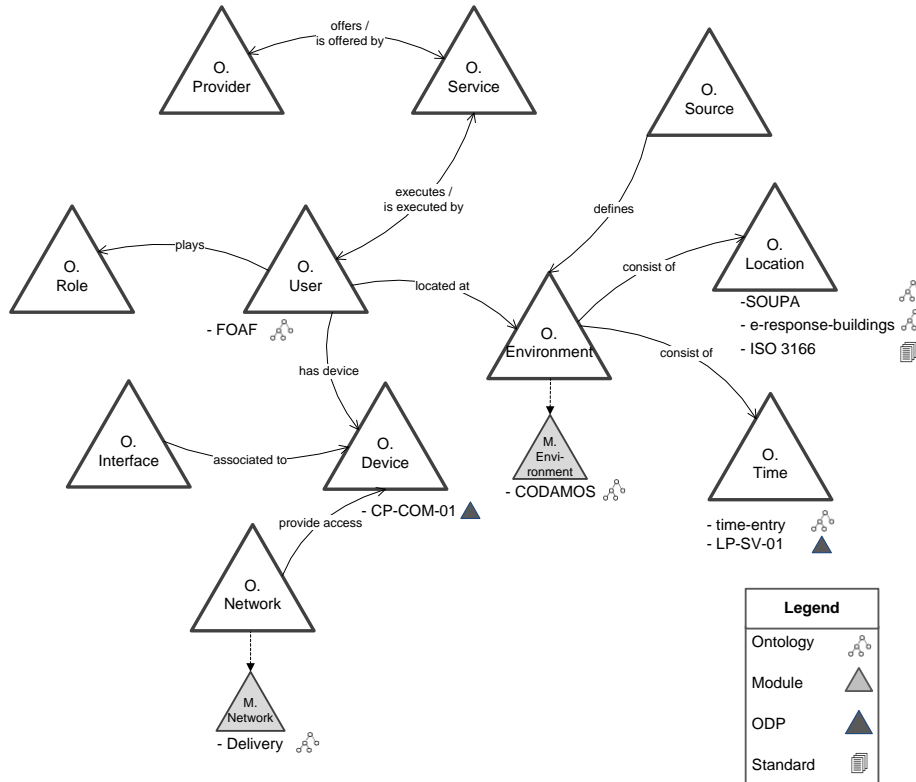 offers /
is offered by
O.
Provider
O.
Service
O.
Source
executes /
is executed by
defines
O.
Role
plays
O.
User
located at
consist of
O.
Location
- FOAF
-SOUPA
- e-response-buildings
- ISO 3166
O.
Environment
consist of
has device
O.
Interface
associated to
O.
Device
M.
Envi-
ronment
O.
Time
- CODAMOS
- CP-COM-01
provide access
- time-entry
- LP-SV-01
O.
Network
M.
Network
- Delivery
Legend
Ontology
Module
ODP
Standard